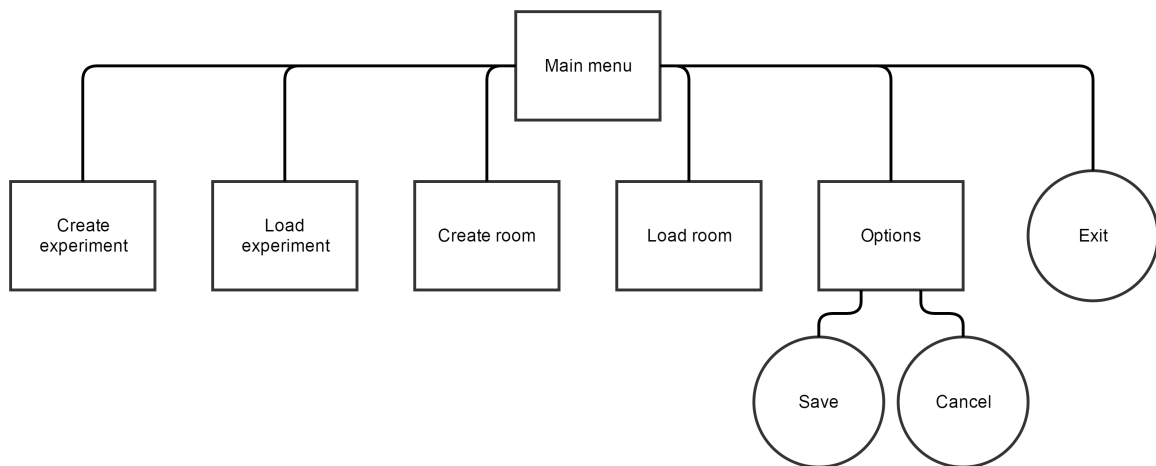 Main menu
Create
experiment
Load
experiment
Create room
Load room
Options
Exit
Save
Cancel